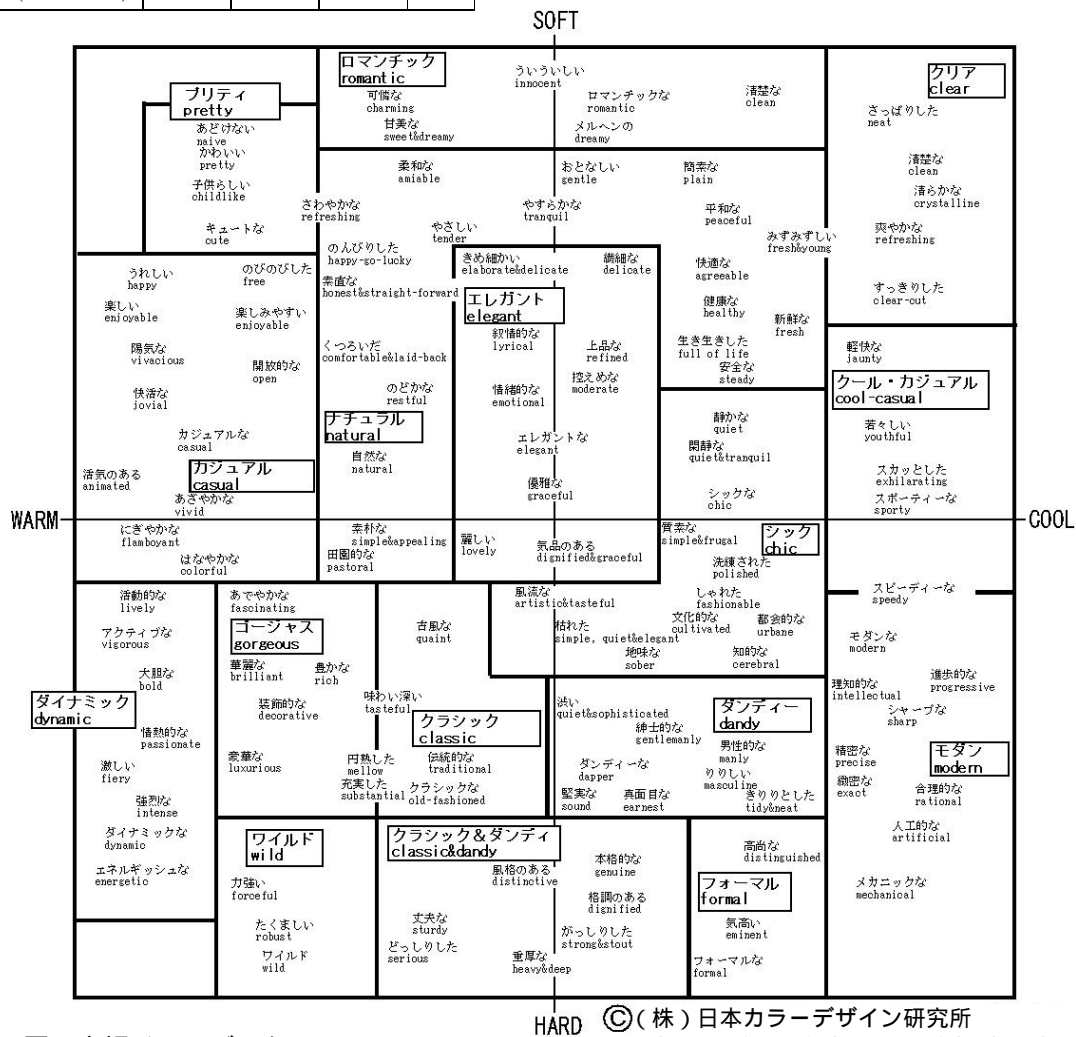 SOFT
ロマンチック
romantic
プリティ
pretty
クリア
clear
ういういしい
innocent
可憐な
charming
ロマンチックな
romantic
清楚な
clean
さっぱりした
neat
甘美な
sweet&dreamy
メルヘンの
dreamy
あどけない
naive
かわいい
pretty
子供らしい
childlike
キュートな
cute
柔和な
amiable
おとなしい
gentle
簡素な
plain
清楚な
clean
清らかな
crystalline
さわやかな
refreshing
やすらかな
tranquil
平和な
peaceful
爽やかな
refreshing
やさしい
tender
みずみずしい
fresh&young
のんびりした
happy-go-lucky
きめ細かい
elaborate&delicate
繊細な
delicate
快適な
agreeable
すっきりした
clear-cut
うれしい
happy
のびのびした
free
素直な
honest&straight-forward
エレガント
elegant
健康な
healthy
楽しい
enjoyable
楽しみやすい
enjoyable
新鮮な
fresh
叙情的な
lyrical
上品な
refined
生き生きした
full of life
軽快な
jaunty
陽気な
vivacious
開放的な
open
くつろいだ
comfortable&laid-back
安全な
steady
クール・カジュアル
cool-casual
快活な
jovial
のどかな
restful
情緒的な
emotional
控えめな
moderate
ナチュラル
natural
静かな
quiet
若々しい
youthful
カジュアルな
casual
エレガントな
elegant
閑静な
quiet&tranquil
自然な
natural
カジュアル
casual
活気のある
animated
優雅な
graceful
シックな
chic
スカッとした
exhilarating
あざやかな
vivid
スポーティーな
sporty
WARM
COOL
にぎやかな
flamboyant
素朴な
simple&appealing
麗しい
lovely
気品のある
dignified&graceful
質素な
simple&frugal
シック
chic
はなやかな
colorful
田園的な
pastoral
洗練された
polished
活動的な
lively
あでやかな
fascinating
風流な
artistic&tasteful
しゃれた
fashionable
スピーディーな
speedy
アクティブな
vigorous
ゴージャス
gorgeous
古風な
quaint
枯れた
simple, quiet&elegant
文化的な
cultivated
都会的な
urbane
モダンな
modern
地味な
sober
知的な
cerebral
華麗な
brilliant
豊かな
rich
大胆な
bold
進歩的な
progressive
理知的な
intellectual
ダイナミック
dynamic
装飾的な
decorative
味わい深い
tasteful
渋い
quiet&sophisticated
ダンディー
dandy
シャープな
sharp
クラシック
classic
紳士的な
gentlemanly
情熱的な
passionate
男性的な
manly
精密な
precise
モダン
modern
豪華な
luxurious
円熟した
mellow
伝統的な
traditional
ダンディーな
dapper
りりしい
masculine
激しい
fiery
緻密な
exact
充実した
substantial
クラシックな
old-fashioned
堅実な
sound
真面目な
earnest
きりりとした
tidy&neat
合理的な
rational
強烈な
intense
人工的な
artificial
ダイナミックな
dynamic
ワイルド
wild
クラシック&ダンディ
classic&dandy
高尚な
distinguished
風格のある
distinctive
本格的な
genuine
エネルギッシュな
energetic
力強い
forceful
フォーマル
formal
メカニックな
mechanical
格調のある
dignified
たくましい
robust
丈夫な
sturdy
がっしりした
strong&stout
気高い
eminent
どっしりした
serious
ワイルド
wild
重厚な
heavy&deep
フォーマルな
formal
HARD
©(株)日本カラーデザイン研究所